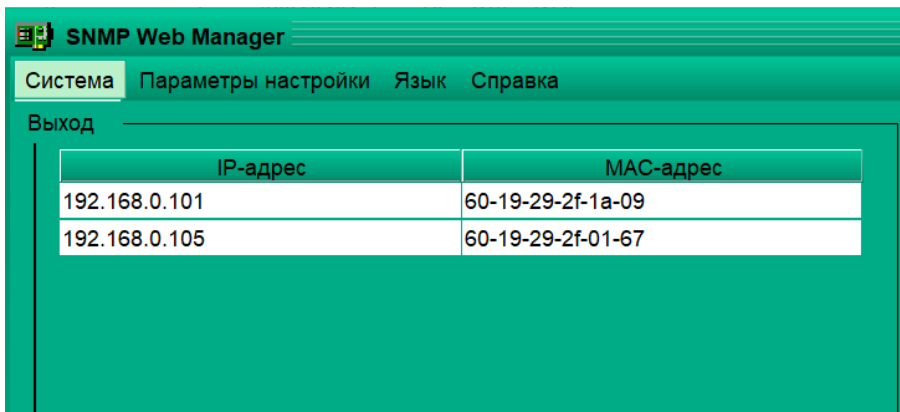 SNMP Web Manager
Система Параметры настройки Язык Справка
Выход
IP-адрес MAC-адрес
192.168.0.101 60-19-29-2f-1a-09
192.168.0.105 60-19-29-2f-01-67